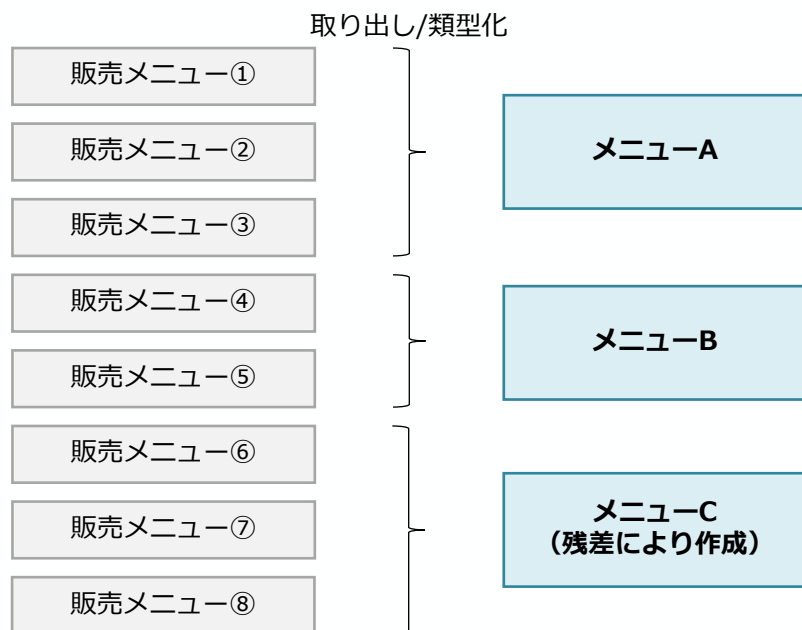 取り出し/類型化
販売メニュー①
販売メニュー②
販売メニュー③
販売メニュー④
販売メニュー⑤
販売メニュー⑥
販売メニュー⑦
販売メニュー⑧
メニューA
メニューB
メニューC
（残差により作成）